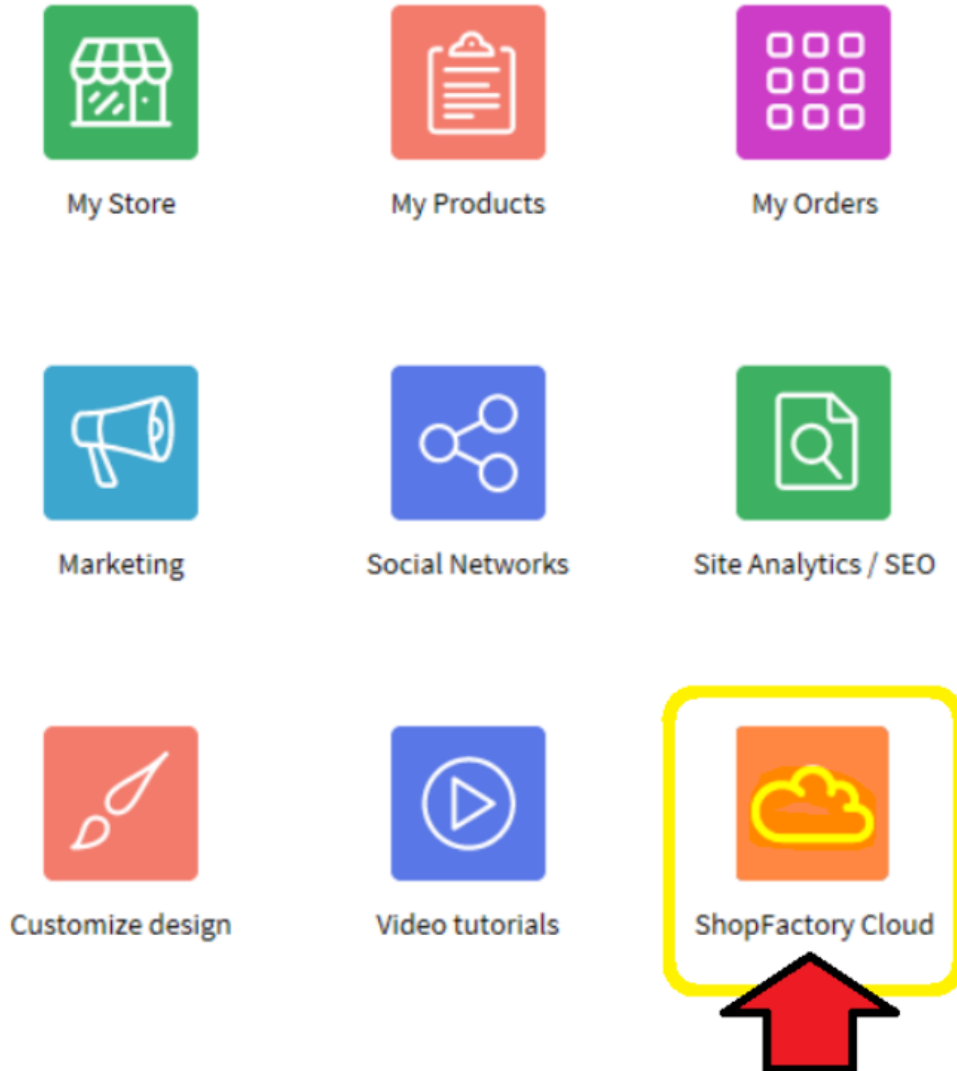 My Store
My Products
My Orders
Marketing
Social Networks
Site Analytics / SEO
Customize design
Video tutorials
ShopFactory Cloud